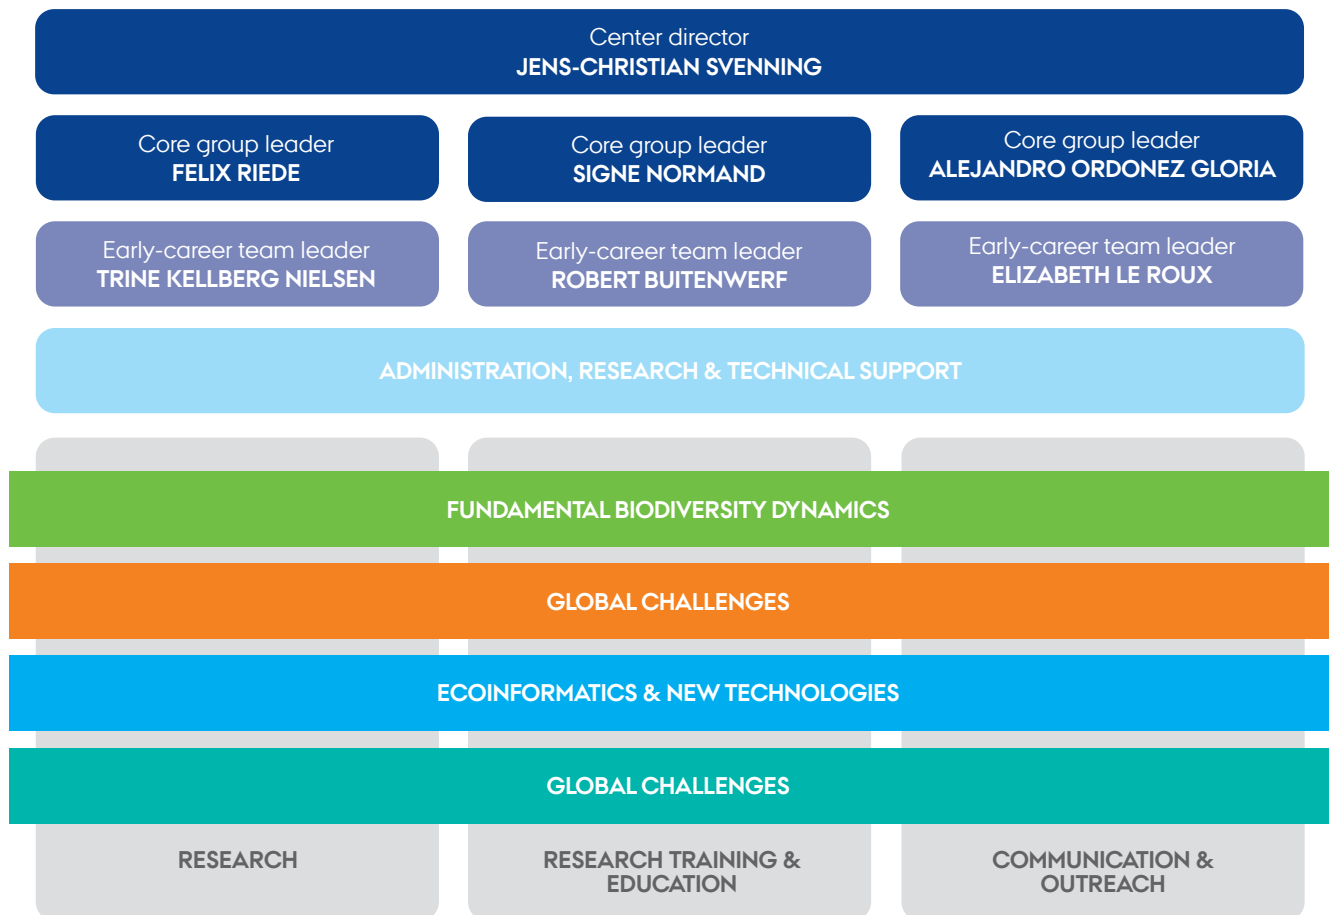 Center director
JENS-CHRISTIAN SVENNING
Core group leader
FELIX RIEDE
Core group leader
SIGNE NORMAND
Core group leader
ALEJANDRO ORDONEZ GLORIA
Early-career team leader
TRINE KELLBERG NIELSEN
Early-career team leader
ROBERT BUITENWERF
Early-career team leader
ELIZABETH LE ROUX
ADMINISTRATION, RESEARCH & TECHNICAL SUPPORT
FUNDAMENTAL BIODIVERSITY DYNAMICS
GLOBAL CHALLENGES
ECOINFORMATICS & NEW TECHNOLOGIES
GLOBAL CHALLENGES
RESEARCH
RESEARCH TRAINING &
EDUCATION
COMMUNICATION &
OUTREACH